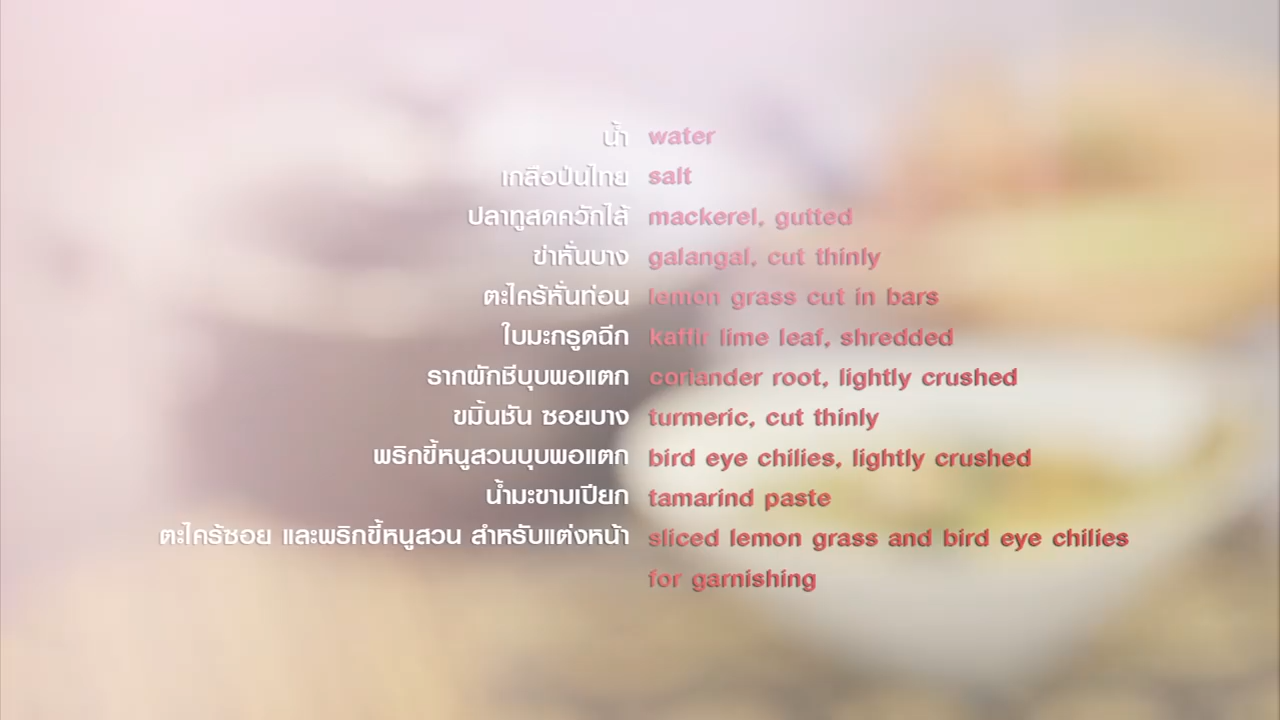 น้ำ water
เกลือป่นไทย salt
ปลาทูสดควักไส้ mackerel, gutted
ข่าหั่นบาง galangal, cut thinly
ตะไคร้หั่นท่อน lemon grass cut in bars
ใบมะกรูดฉีก kaffir lime leaf, shredded
รากผักชีบุบพอแตก coriander root, lightly crushed
ขมิ้นชัน ซอยบาง turmeric, cut thinly
พริกขี้หนูสวนบุบพอแตก bird eye chilies, lightly crushed
น้ำมะขามเปียก tamarind paste
ตะไคร้ซอย และพริกขี้หนูสวน สำหรับแต่งหน้า sliced lemon grass and bird eye chilies
for garnishing